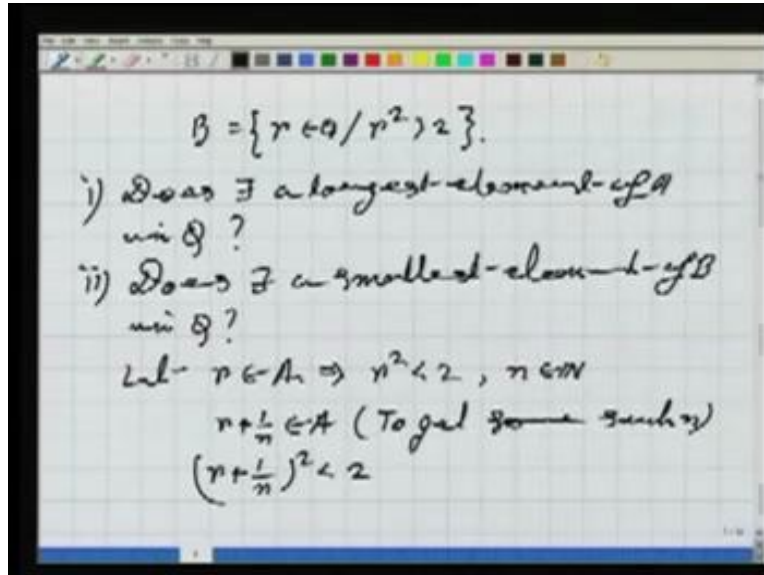 B = { r ∈ Q / r² > 2 }.
i) Does ∃ a largest element of A
in Q ?
ii) Does ∃ a smallest element of B
in Q ?
Let r ∈ A ⇒ r² < 2 , n ∈ N
r + 1/n ∈ A ( To get some such n )
(r + 1/n)² < 2